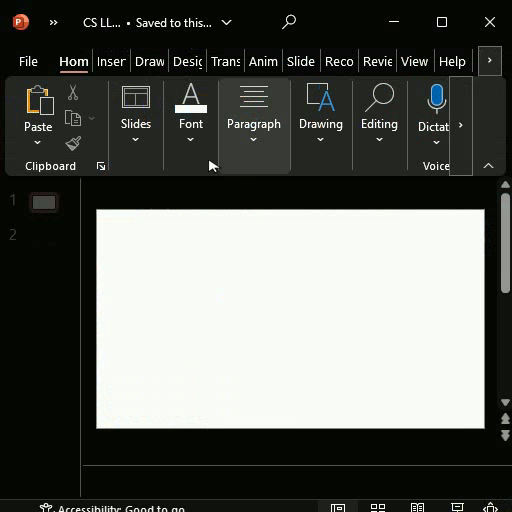 P CS LL... • Saved to this...
File Hom Inser Draw Desig Trans Anim Slide Reco Revie View Help
Paste Slides Font Paragraph Drawing Editing Dictat
Clipboard Voice
1
2
Accessibility: Good to go